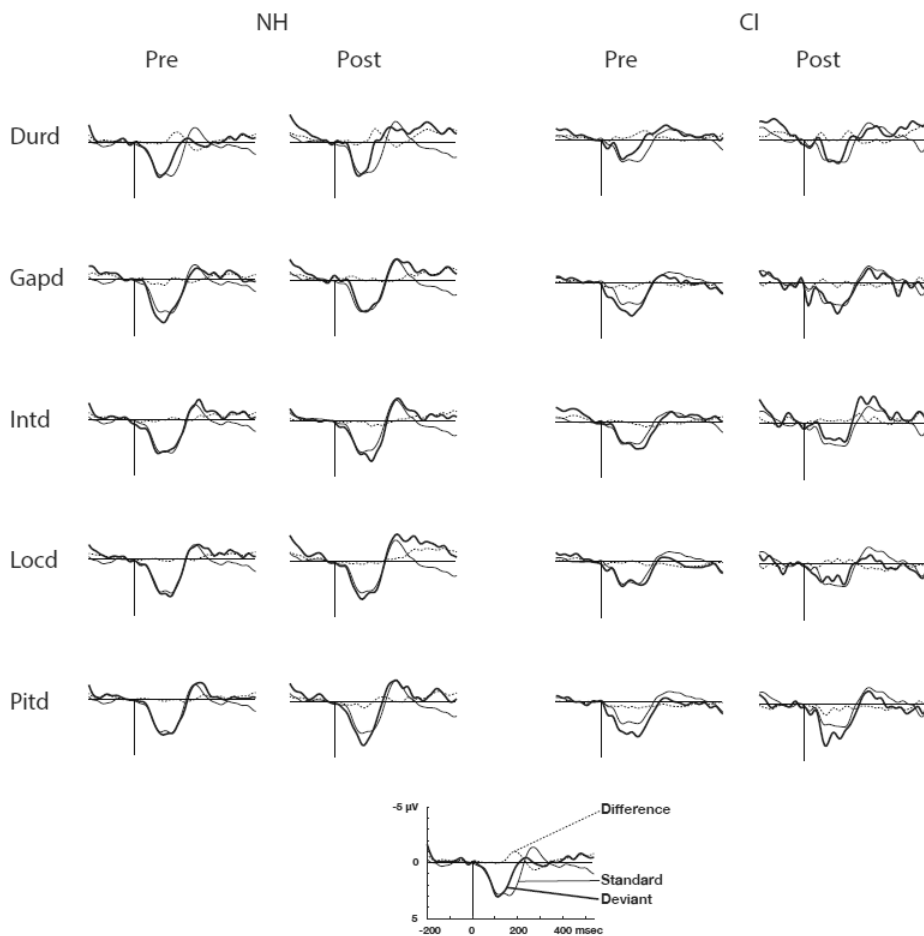 NH CI
Pre Post Pre Post
Durd
Gapd
Intd
Locd
Pitd
-5 µV
Difference
0
Standard
Deviant
5
-200 0 200 400 msec